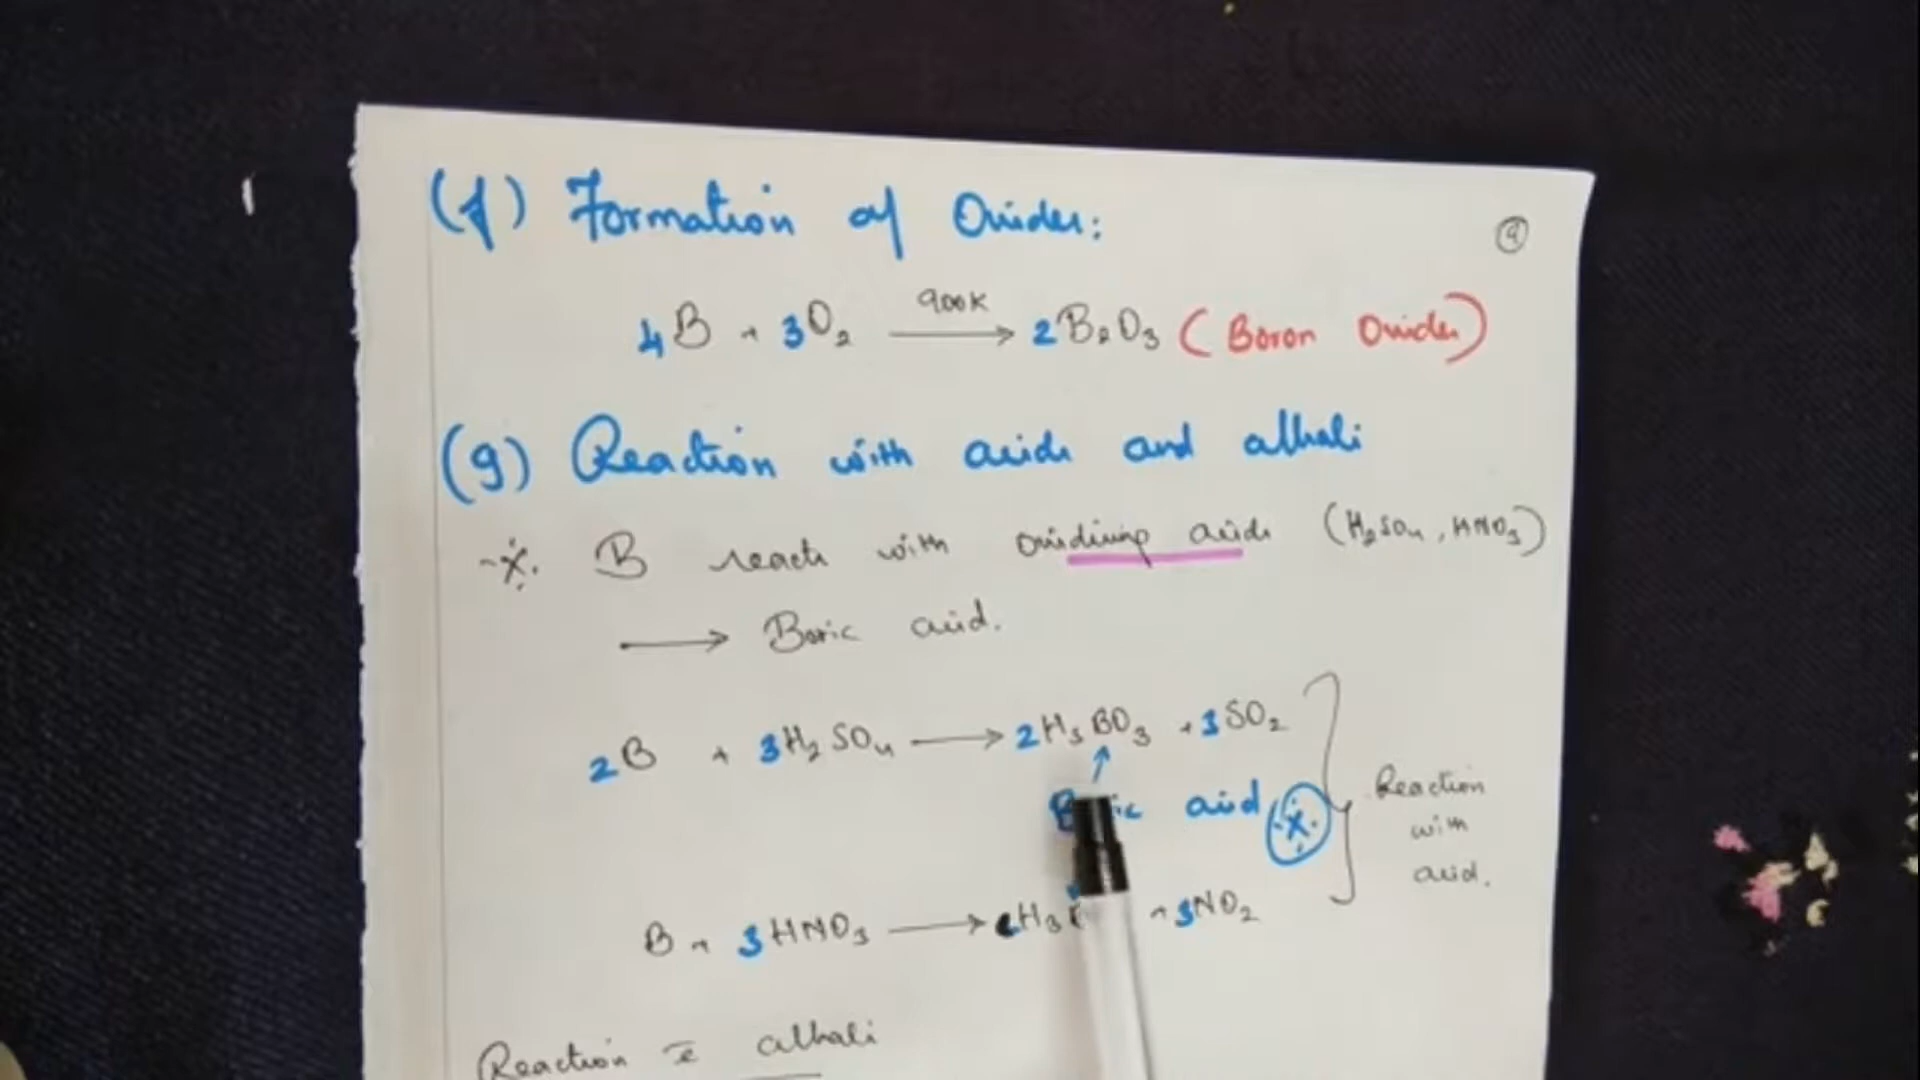 (f) Formation of Oxides:
9
4B + 3O₂ 900K → 2B₂O₃ (Boron Oxides)
(g) Reaction with acids and alkali
B reacts with oxidising acids (H₂SO₄, HNO₃)
→ Boric acid.
2B + 3H₂SO₄ → 2H₃BO₃ + 3SO₂
acid
Reaction
with
acid.
B + 3HNO₃ → H₃ + 3NO₂
Reaction c̄ alkali